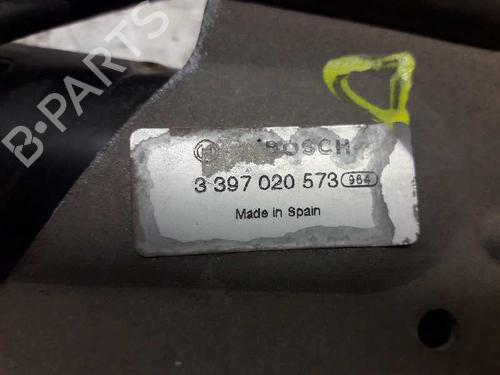 B-PARTS
BOSCH
3 397 020 573 964
Made in Spain